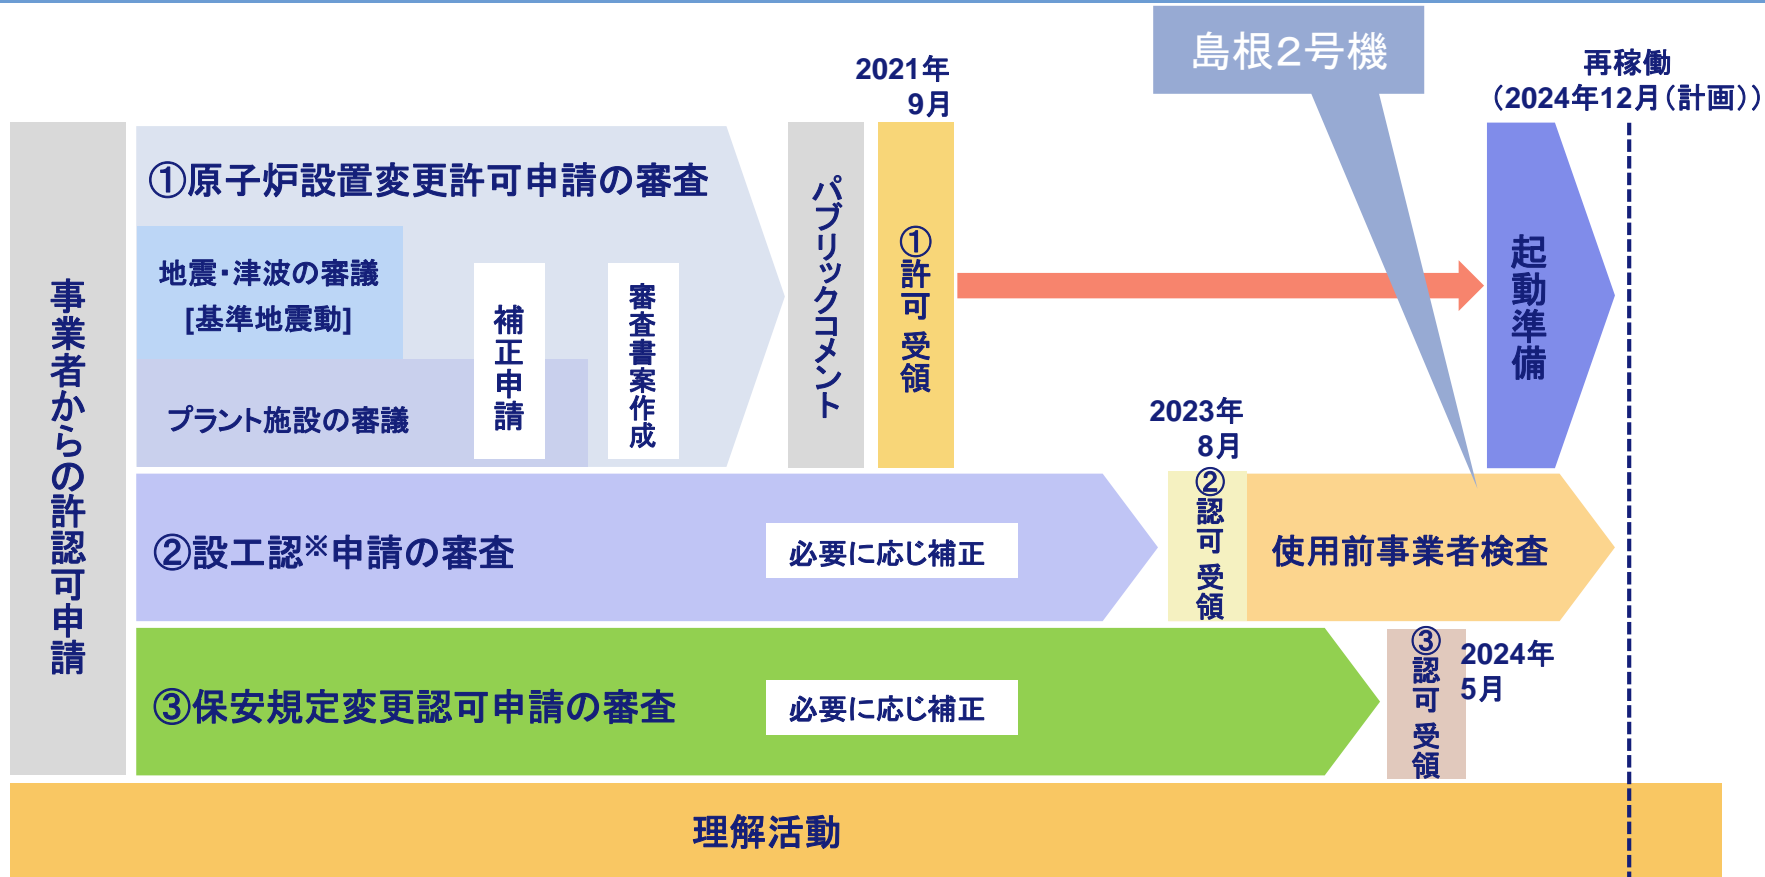 島根２号機
再稼働
（2024年12月（計画））
2021年
9月
事業者からの許認可申請
①原子炉設置変更許可申請の審査
地震・津波の審議
[基準地震動]
プラント施設の審議
補正申請
審査書案作成
パブリックコメント
①許可 受領
起動準備
2023年
8月
②設工認※申請の審査
必要に応じ補正
②認可 受領
使用前事業者検査
③保安規定変更認可申請の審査
必要に応じ補正
③認可 受領
2024年
5月
理解活動